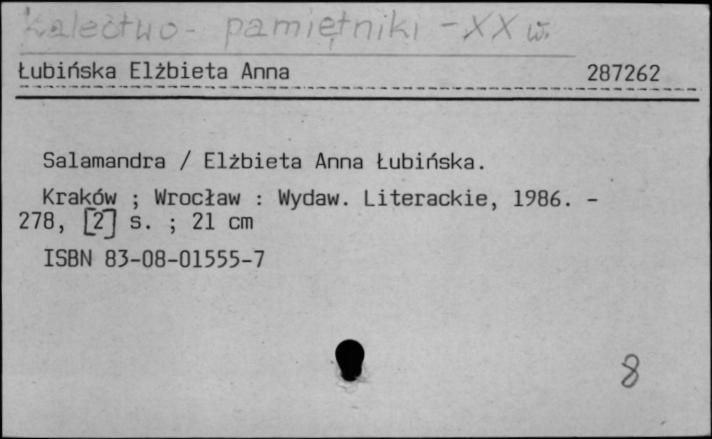 Kalectwo - pamiętniki - XX w.
Łubińska Elżbieta Anna 287262
Salamandra / Elżbieta Anna Łubińska.
Kraków ; Wrocław : Wydaw. Literackie, 1986. -
278, [2] s. ; 21 cm
ISBN 83-08-01555-7
8